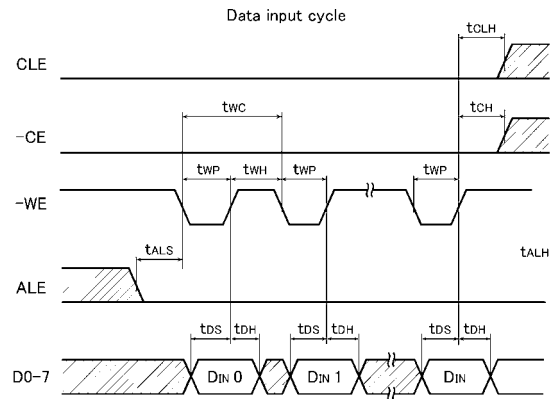 Data input cycle
tCLH
CLE
tCH
-CE
tWC
tWP tWH tWP tWP
-WE
tALS tALH
ALE
tDS tDH tDS tDH tDS tDH
D0-7 DIN 0 DIN 1 DIN